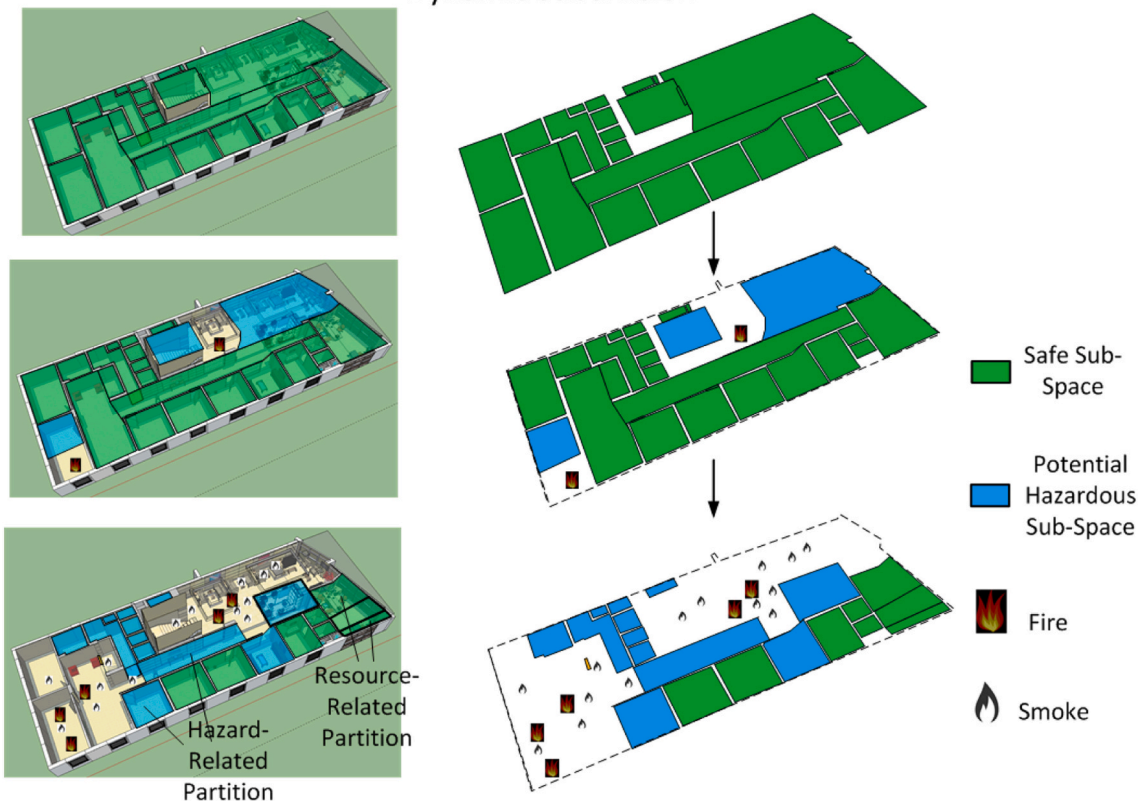 Safe Sub-
Space
Potential
Hazardous
Sub-Space
Fire
Smoke
Resource-
Related
Partition
Hazard-
Related
Partition